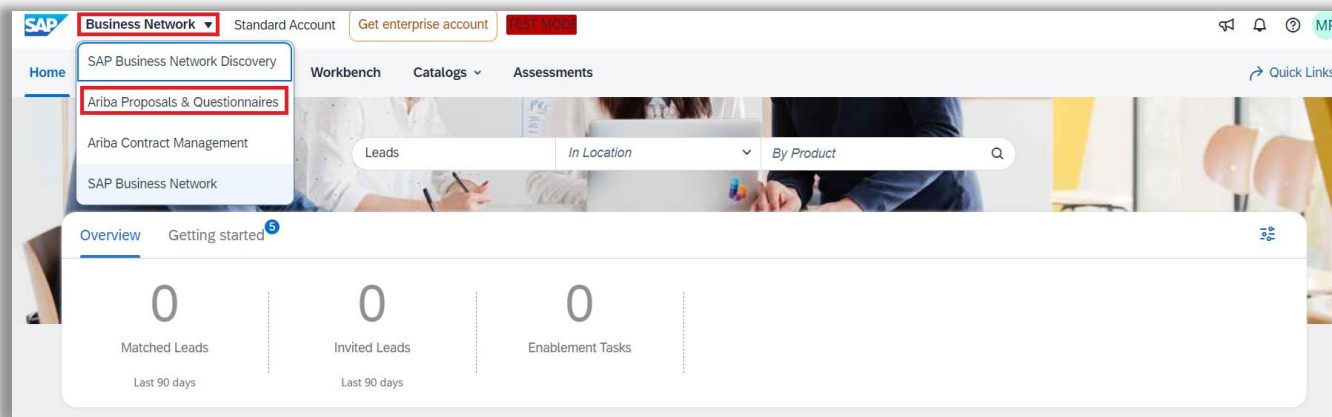 SAP Business Network Standard Account Get enterprise account TEST MODE MP
Home Workbench Catalogs Assessments Quick Links
SAP Business Network Discovery
Ariba Proposals & Questionnaires
Ariba Contract Management
SAP Business Network
Leads In Location By Product
Overview Getting started 5
0 0 0
Matched Leads Invited Leads Enablement Tasks
Last 90 days Last 90 days